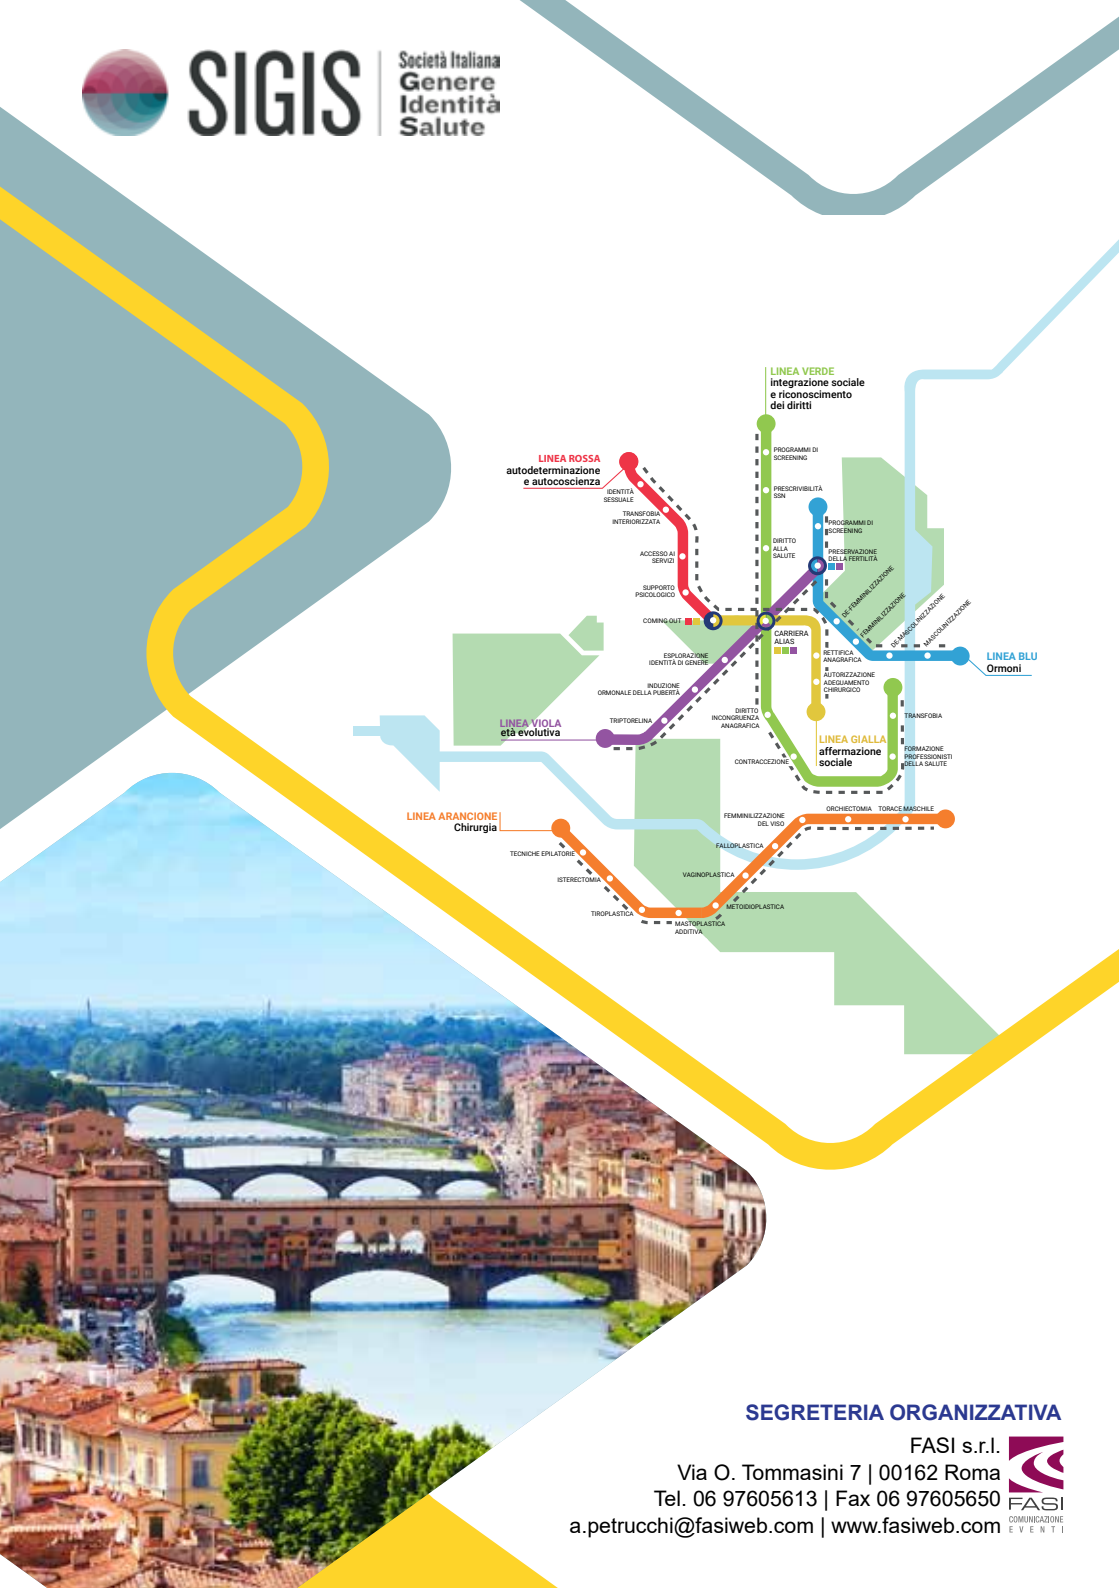 SIGIS
Società Italiana
Genere
Identità
Salute
LINEA VERDE
integrazione sociale
e riconoscimento
dei diritti
PROGRAMMI DI
SCREENING
PRESCRIVIBILITÀ
SSN
DIRITTO
ALLA
SALUTE
LINEA ROSSA
autodeterminazione
e autocoscienza
IDENTITÀ
SESSUALE
TRANSFOBIA
INTERIORIZZATA
ACCESSO AI
SERVIZI
SUPPORTO
PSICOLOGICO
COMING OUT
PROGRAMMI DI
SCREENING
PRESERVAZIONE
DELLA FERTILITÀ
DE-FEMMINILIZZAZIONE
FEMMINILIZZAZIONE
DE-MASCOLINIZZAZIONE
MASCOLINIZZAZIONE
LINEA BLU
Ormoni
CARRIERA
ALIAS
RETTIFICA
ANAGRAFICA
AUTORIZZAZIONE
ADEGUAMENTO
CHIRURGICO
ESPLORAZIONE
IDENTITÀ DI GENERE
INDUZIONE
ORMONALE DELLA PUBERTÀ
TRIPTORELINA
LINEA VIOLA
età evolutiva
DIRITTO
INCONGRUENZA
ANAGRAFICA
CONTRACCEZIONE
TRANSFOBIA
FORMAZIONE
PROFESSIONISTI
DELLA SALUTE
LINEA GIALLA
affermazione
sociale
LINEA ARANCIONE
Chirurgia
TECNICHE EPILATORIE
ISTERECTOMIA
TIROPLASTICA
MASTOPLASTICA
ADDITIVA
METOIDIOPLASTICA
VAGINOPLASTICA
FALLOPLASTICA
FEMMINILIZZAZIONE
DEL VISO
ORCHIECTOMIA
TORACE MASCHILE
SEGRETERIA ORGANIZZATIVA
FASI s.r.l.
Via O. Tommasini 7 | 00162 Roma
Tel. 06 97605613 | Fax 06 97605650
a.petrucchi@fasiweb.com | www.fasiweb.com
FASI
COMUNICAZIONE
EVENTI